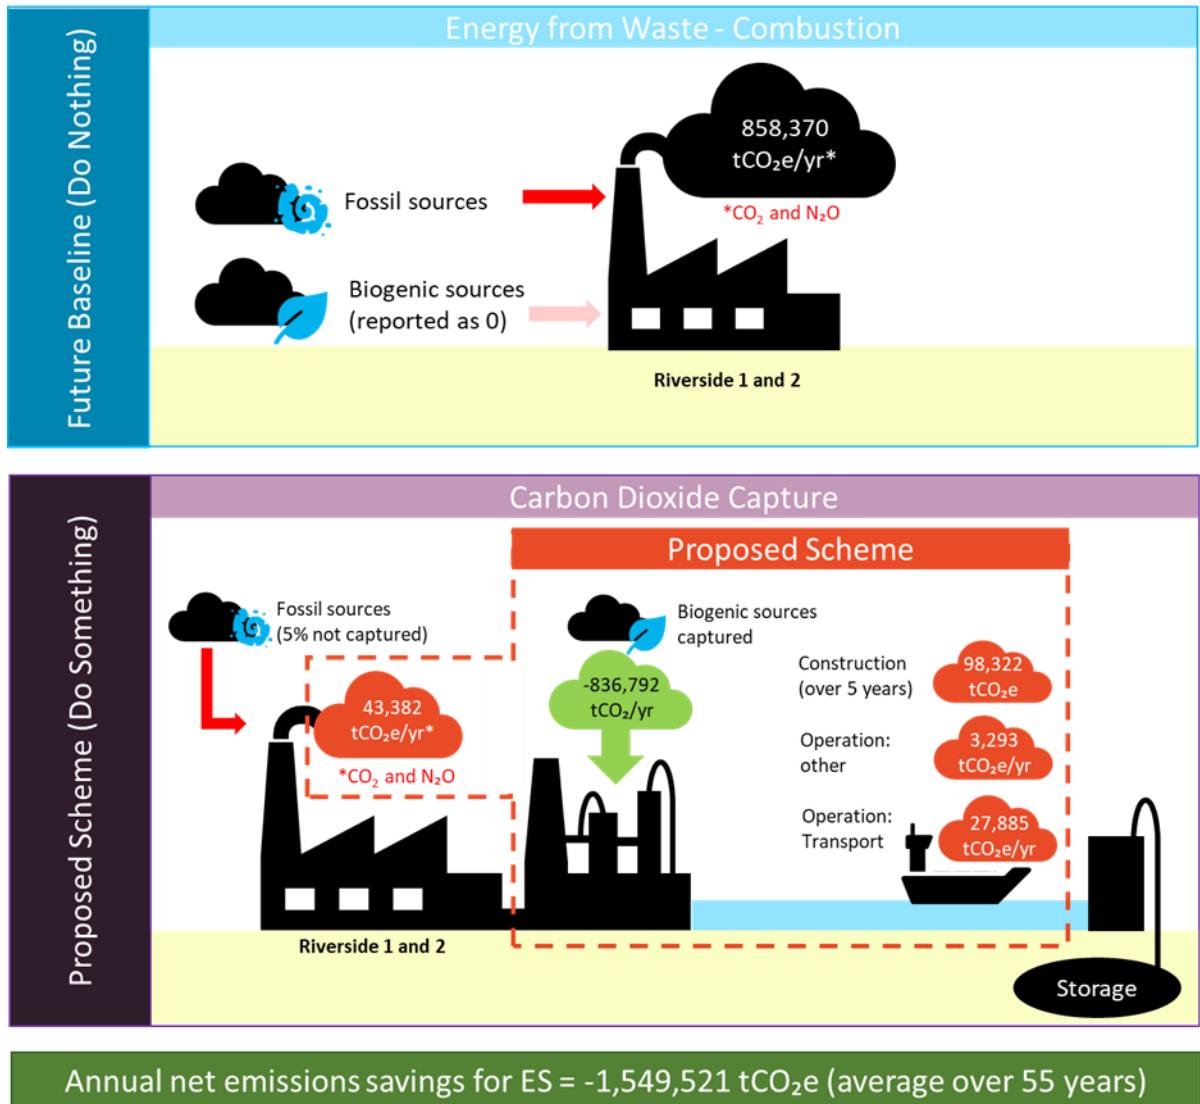 Future Baseline (Do Nothing)
Energy from Waste - Combustion
858,370
tCO₂e/yr*
*CO₂ and N₂O
Fossil sources
Biogenic sources
(reported as 0)
Riverside 1 and 2
Proposed Scheme (Do Something)
Carbon Dioxide Capture
Proposed Scheme
Fossil sources
(5% not captured)
43,382
tCO₂e/yr*
*CO₂ and N₂O
Riverside 1 and 2
Biogenic sources
captured
-836,792
tCO₂/yr
Construction
(over 5 years)
98,322
tCO₂e
Operation:
other
3,293
tCO₂e/yr
Operation:
Transport
27,885
tCO₂e/yr
Storage
Annual net emissions savings for ES = -1,549,521 tCO₂e (average over 55 years)